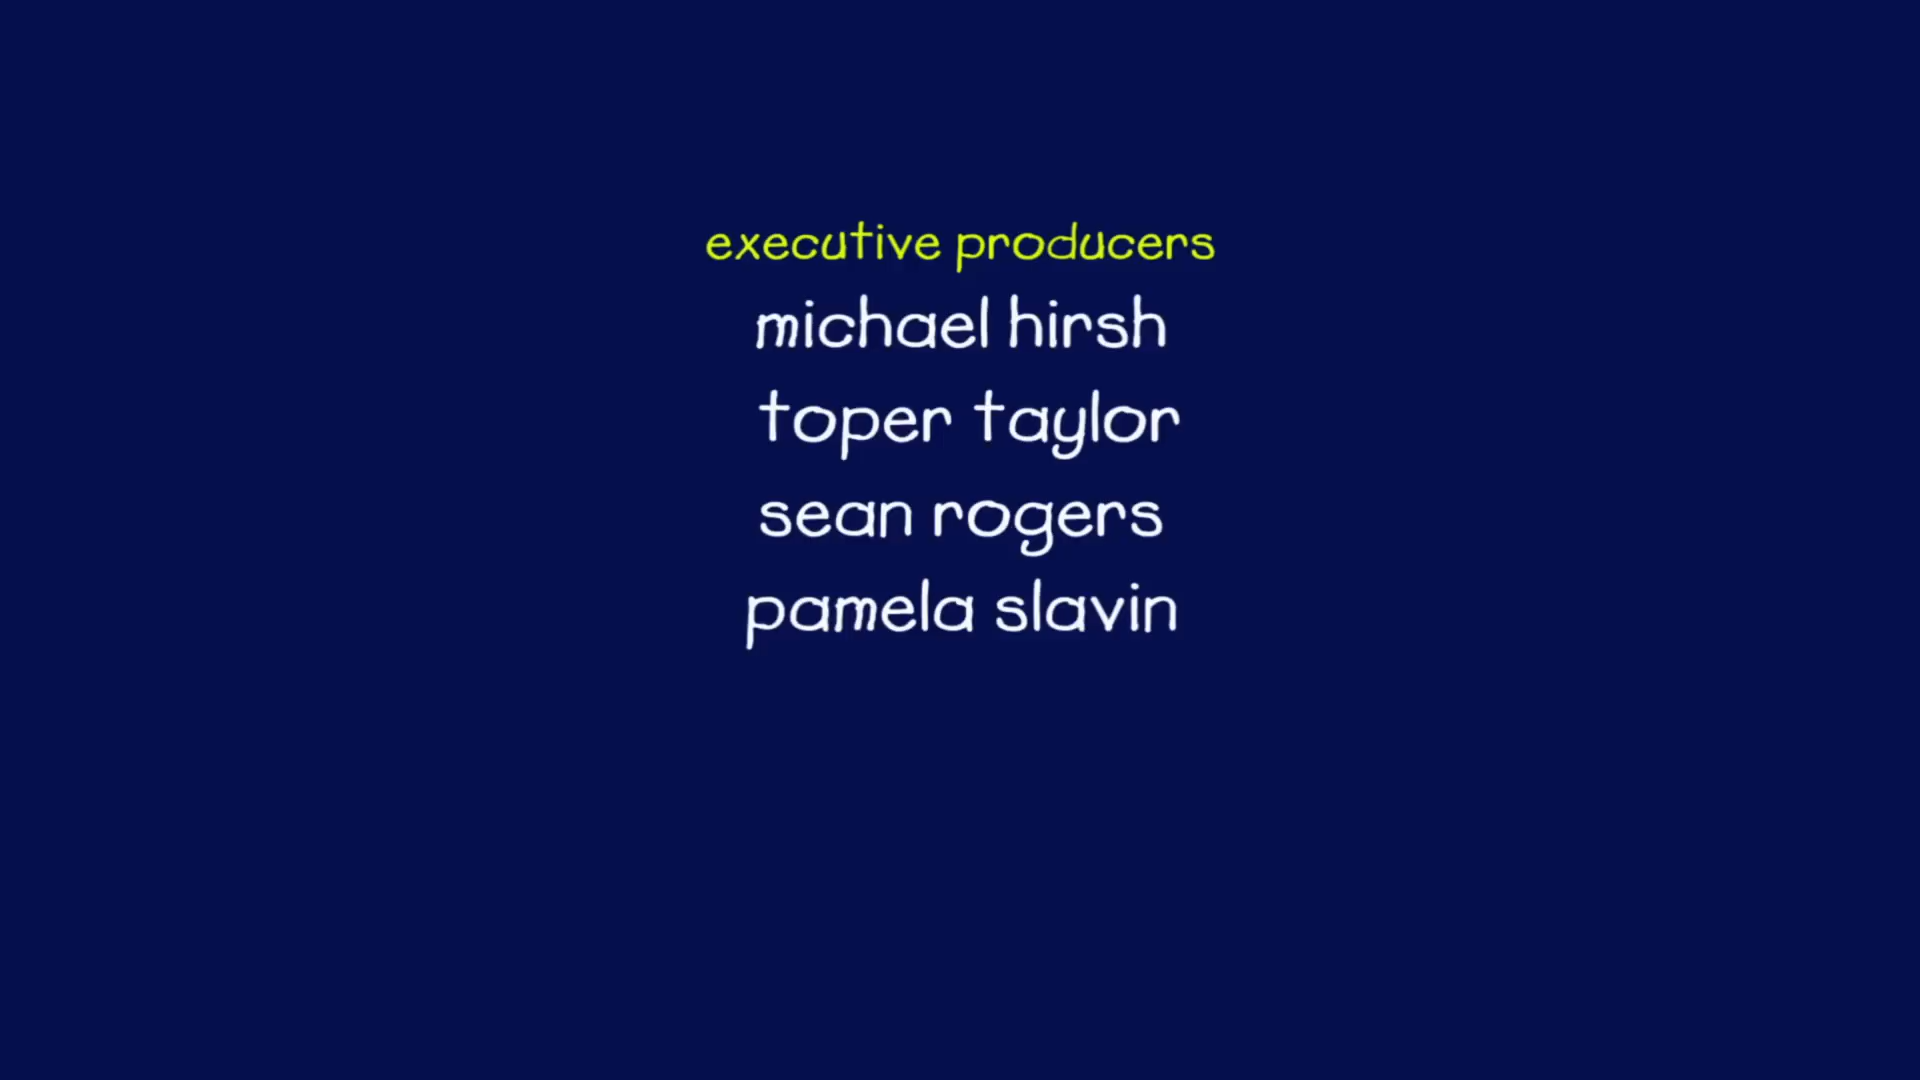 executive producers
michael hirsh
toper taylor
sean rogers
pamela slavin